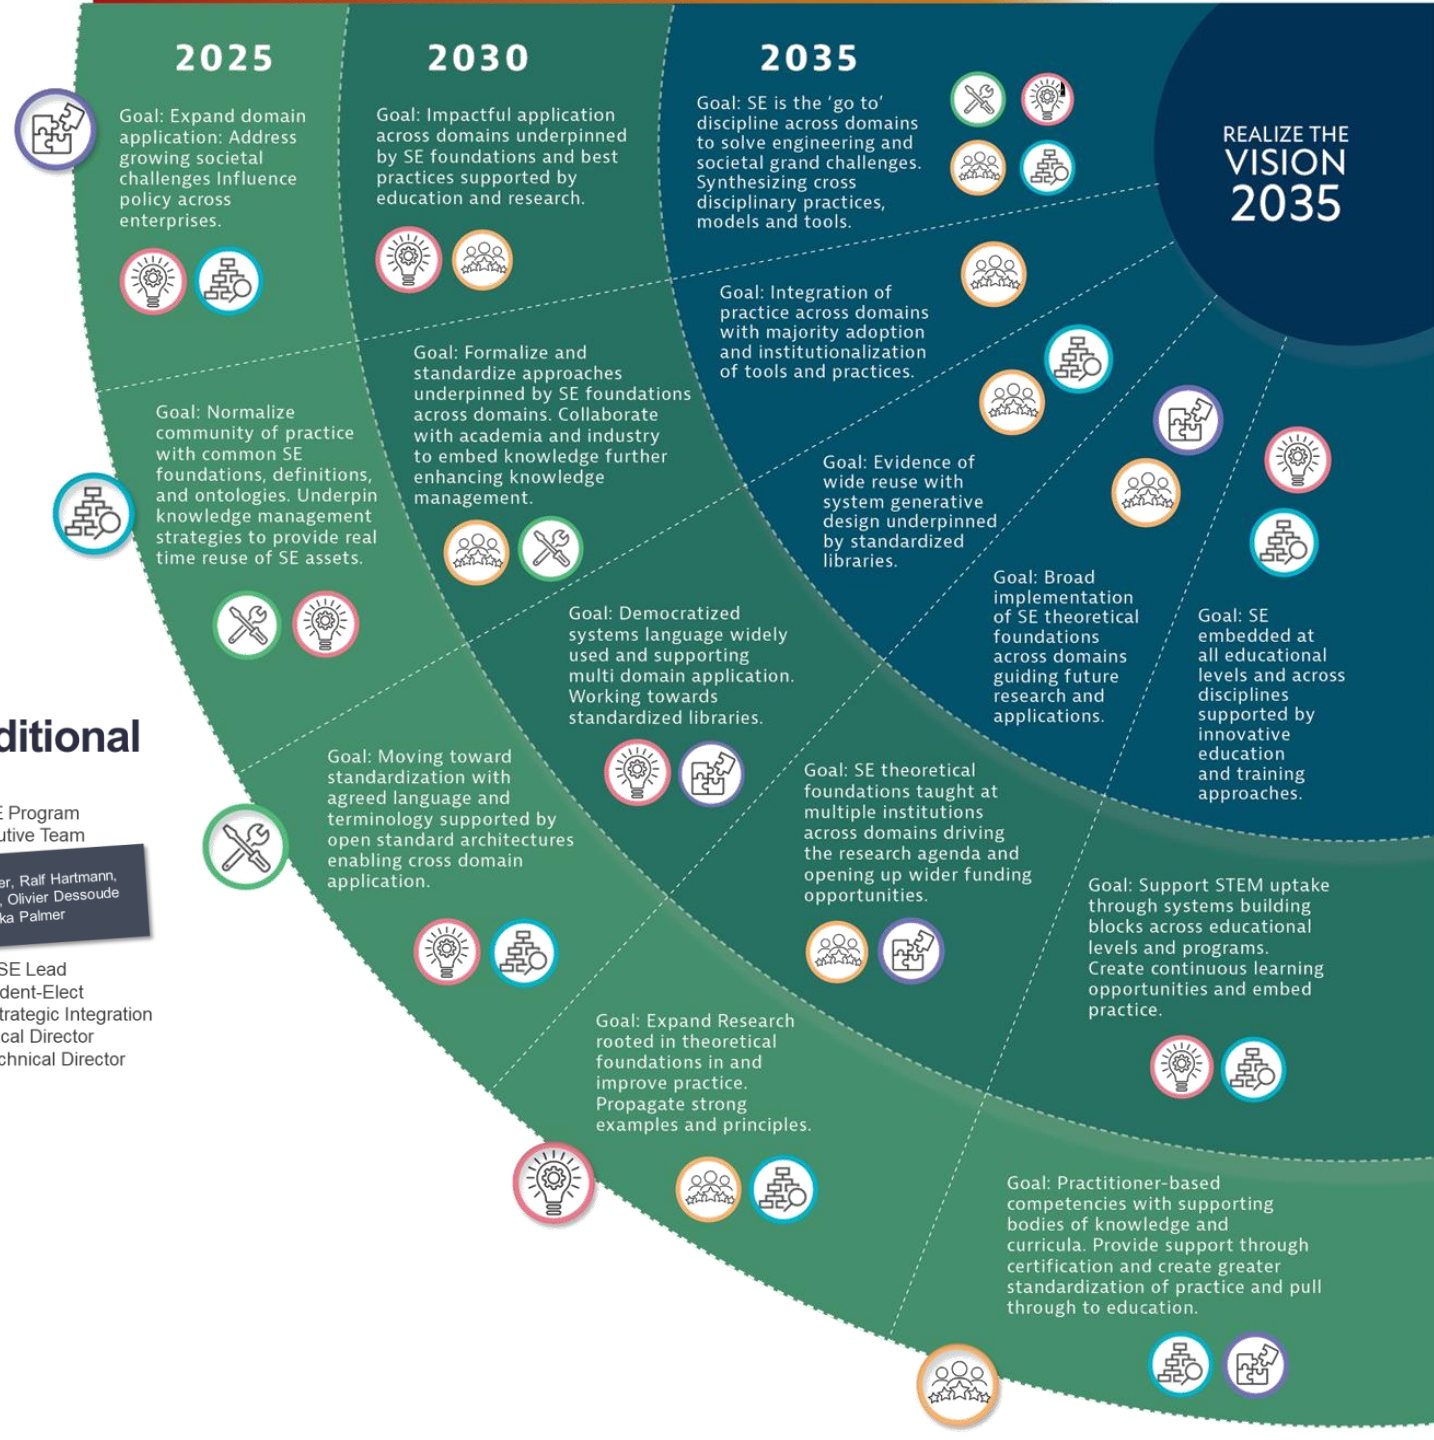 2025
Goal: Expand domain
application: Address
growing societal
challenges Influence
policy across
enterprises.
2030
Goal: Impactful application
across domains underpinned
by SE foundations and best
practices supported by
education and research.
2035
Goal: SE is the ‘go to’
discipline across domains
to solve engineering and
societal grand challenges.
Synthesizing cross
disciplinary practices,
models and tools.
REALIZE THE
VISION
2035
Goal: Normalize
community of practice
with common SE
foundations, definitions,
and ontologies. Underpin
knowledge management
strategies to provide real
time reuse of SE assets.
Goal: Formalize and
standardize approaches
underpinned by SE foundations
across domains. Collaborate
with academia and industry
to embed knowledge further
enhancing knowledge
management.
Goal: Integration of
practice across domains
with majority adoption
and institutionalization
of tools and practices.
Goal: Moving toward
standardization with
agreed language and
terminology supported by
open standard architectures
enabling cross domain
application.
Goal: Democratized
systems language widely
used and supporting
multi domain application.
Working towards
standardized libraries.
Goal: Evidence of
wide reuse with
system generative
design underpinned
by standardized
libraries.
Goal: Expand Research
rooted in theoretical
foundations in and
improve practice.
Propagate strong
examples and principles.
Goal: SE theoretical
foundations taught at
multiple institutions
across domains driving
the research agenda and
opening up wider funding
opportunities.
Goal: Broad
implementation
of SE theoretical
foundations
across domains
guiding future
research and
applications.
Goal: Practitioner-based
competencies with supporting
bodies of knowledge and
curricula. Provide support through
certification and create greater
standardization of practice and pull
through to education.
Goal: Support STEM uptake
through systems building
blocks across educational
levels and programs.
Create continuous learning
opportunities and embed
practice.
Goal: SE
embedded at
all educational
levels and across
disciplines
supported by
innovative
education
and training
approaches.
ditional
E Program
utive Team
er, Ralf Hartmann,
, Olivier Dessoude
ka Palmer
SE Lead
dent-Elect
trategic Integration
cal Director
chnical Director